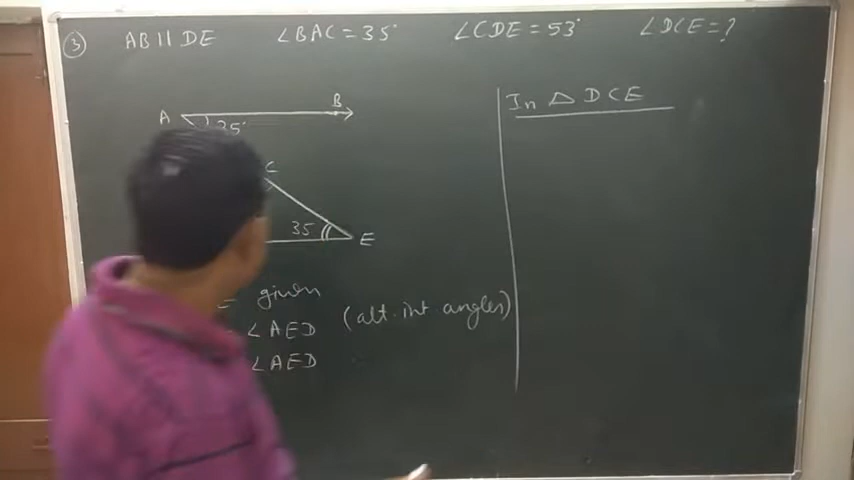 3 AB || DE ∠BAC = 35° ∠CDE = 53° ∠DCE = ?
In △ DCE
A B
35°
C
35 E
= given
∠AED (alt. int angles)
∠AED